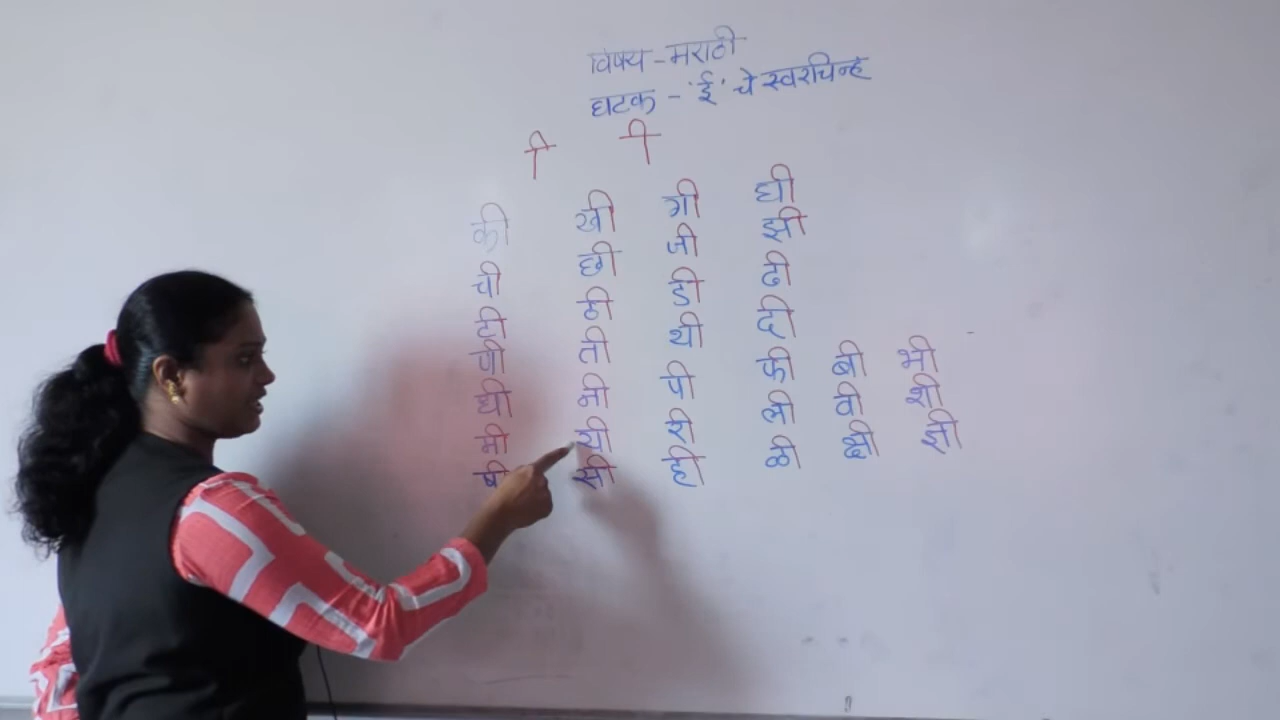 विषय - मराठी
घटक - 'ई' चे स्वरचिन्ह
ी ी
की खी गी घी
ची छी जी झी
टी ठी डी ढी
णी ती थी दी
धी नी पी फी बी भी
मी यी री ली वी शी
षी सी ही ळी क्षी ज्ञी